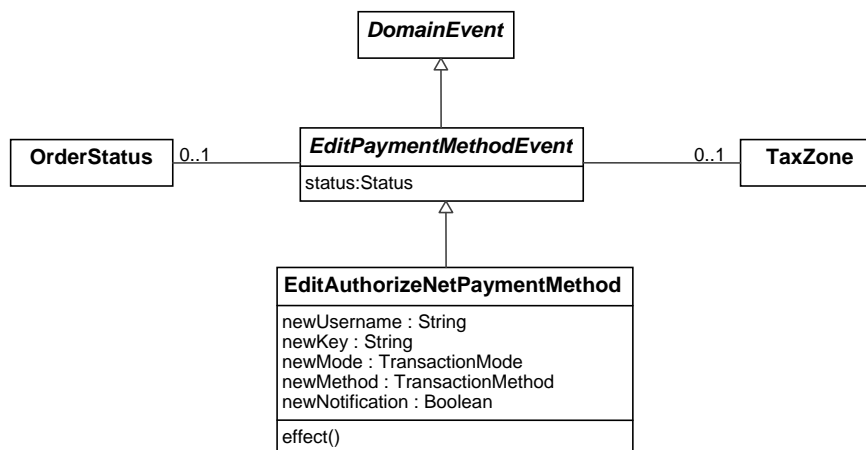 DomainEvent
OrderStatus
0..1
EditPaymentMethodEvent
status:Status
0..1
TaxZone
EditAuthorizeNetPaymentMethod
newUsername : String
newKey : String
newMode : TransactionMode
newMethod : TransactionMethod
newNotification : Boolean
effect()